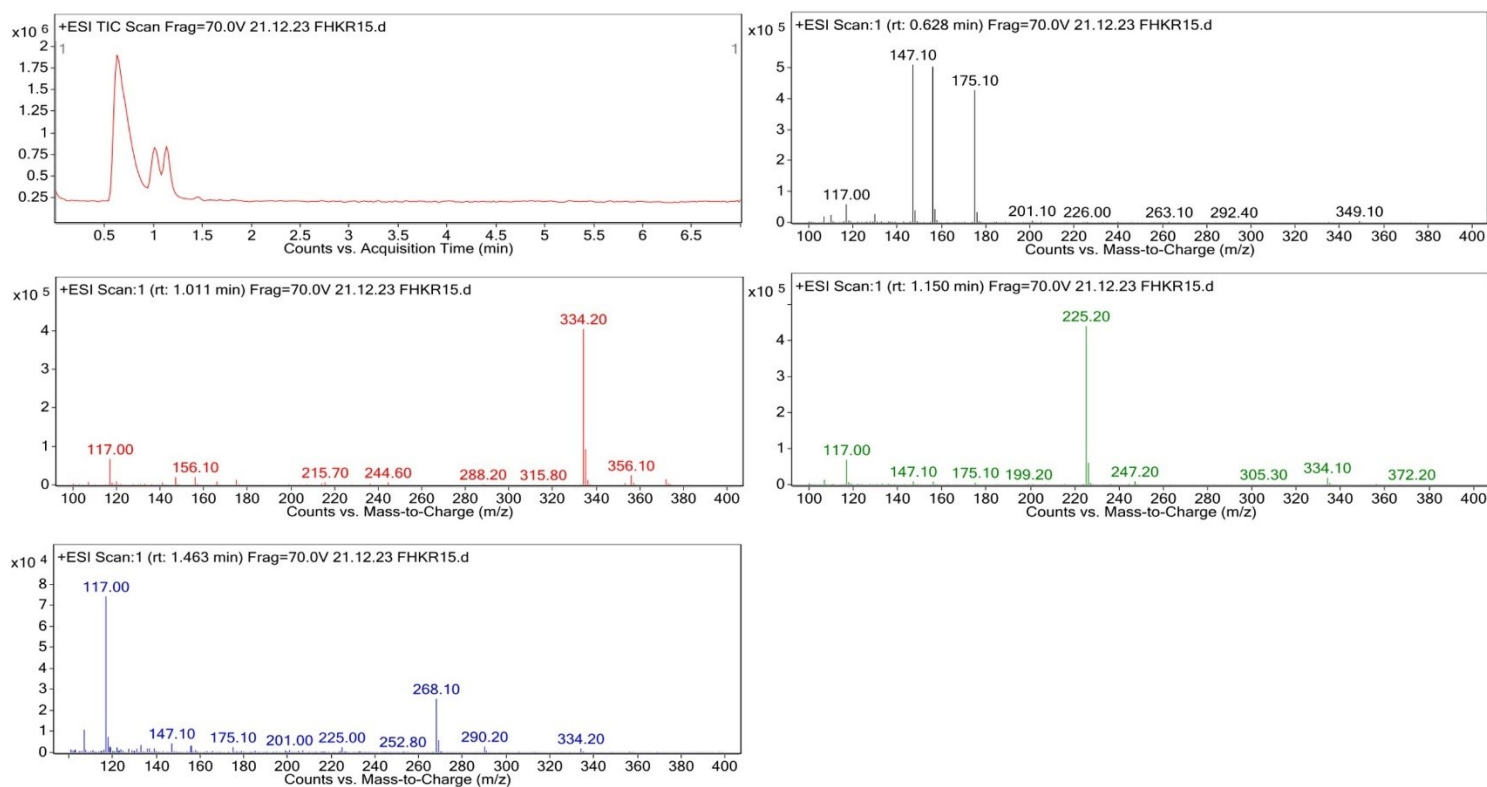 +ESI TIC Scan Frag=70.0V 21.12.23 FHKR15.d
x10 6
1 1
2
1.75
1.5
1.25
1
0.75
0.5
0.25
0.5 1 1.5 2 2.5 3 3.5 4 4.5 5 5.5 6 6.5
Counts vs. Acquisition Time (min)
+ESI Scan:1 (rt: 0.628 min) Frag=70.0V 21.12.23 FHKR15.d
x10 5
147.10
175.10
117.00
201.10 226.00 263.10 292.40 349.10
5
4
3
2
1
0
100 120 140 160 180 200 220 240 260 280 300 320 340 360 380 400
Counts vs. Mass-to-Charge (m/z)
+ESI Scan:1 (rt: 1.011 min) Frag=70.0V 21.12.23 FHKR15.d
x10 5
334.20
117.00
156.10 215.70 244.60 288.20 315.80 356.10
4
3
2
1
0
100 120 140 160 180 200 220 240 260 280 300 320 340 360 380 400
Counts vs. Mass-to-Charge (m/z)
+ESI Scan:1 (rt: 1.150 min) Frag=70.0V 21.12.23 FHKR15.d
x10 5
225.20
117.00
147.10 175.10 199.20 247.20 305.30 334.10 372.20
4
3
2
1
0
100 120 140 160 180 200 220 240 260 280 300 320 340 360 380 400
Counts vs. Mass-to-Charge (m/z)
+ESI Scan:1 (rt: 1.463 min) Frag=70.0V 21.12.23 FHKR15.d
x10 4
117.00
268.10
147.10 175.10 201.00 225.00 252.80 290.20 334.20
8
7
6
5
4
3
2
1
0
120 140 160 180 200 220 240 260 280 300 320 340 360 380 400
Counts vs. Mass-to-Charge (m/z)